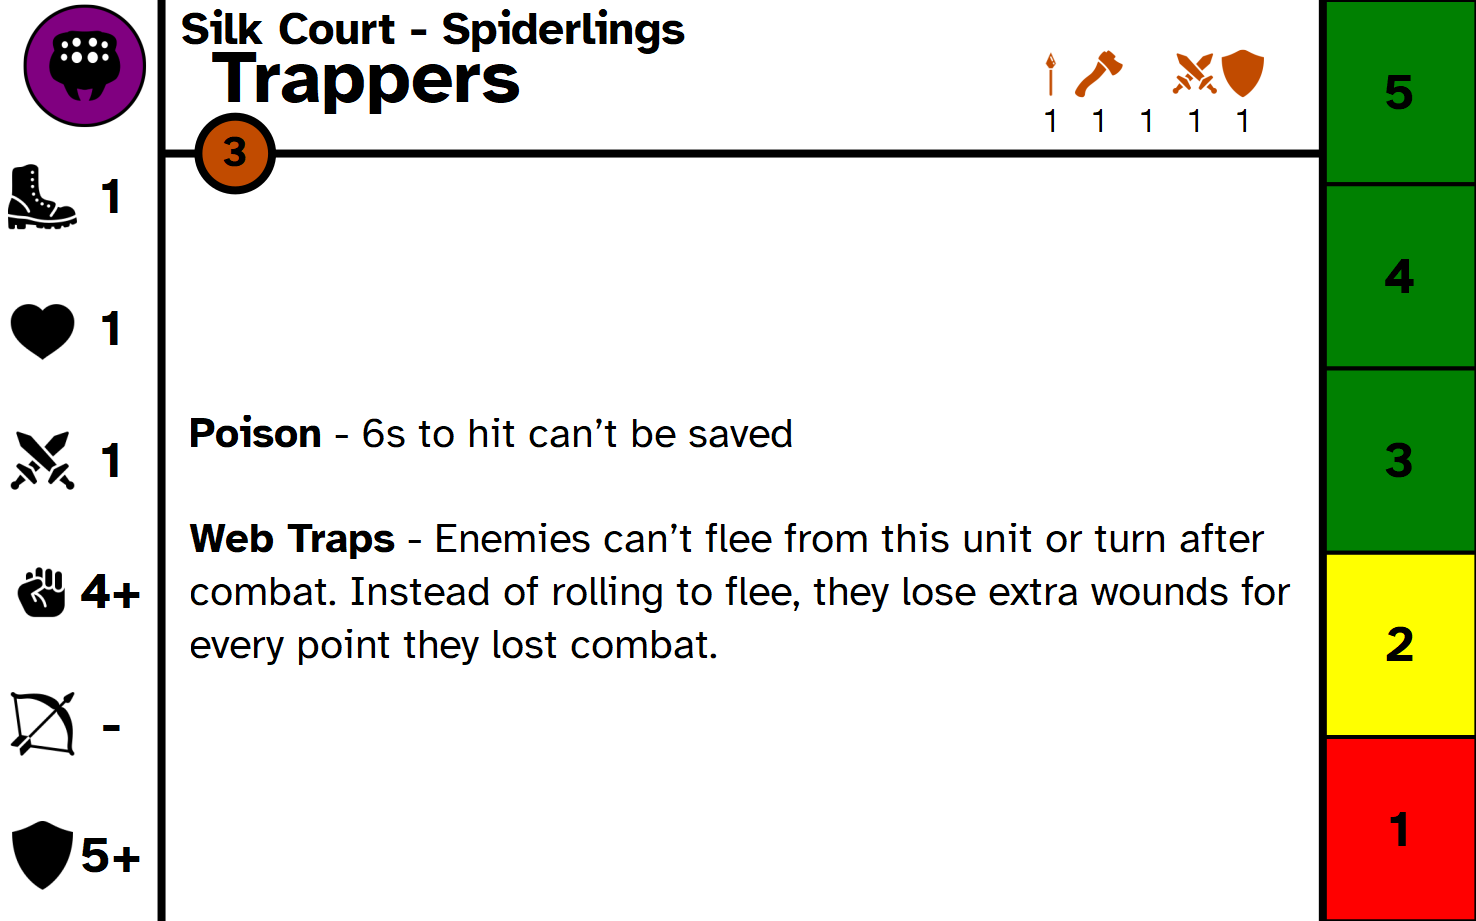 Silk Court - Spiderlings
Trappers
1 1 1 1 1
3
1
1
1
4+
-
5+
Poison - 6s to hit can’t be saved
Web Traps - Enemies can’t flee from this unit or turn after
combat. Instead of rolling to flee, they lose extra wounds for
every point they lost combat.
5
4
3
2
1